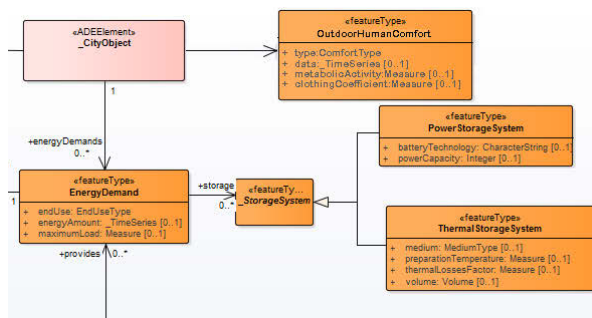 «ADEElement»
_CityObject
«featureType»
OutdoorHumanComfort
+ type:ComfortType
+ data:_TimeSeries [0..1]
+ metabolicActivity:Measure [0..1]
+ clothingCoefficient:Measure [0..1]
1
+energyDemands
0..*
«featureType»
PowerStorageSystem
+ batteryTechnology: CharacterString [0..1]
+ powerCapacity: Integer [0..1]
«featureType»
EnergyDemand
+ endUse: EndUseType
+ energyAmount: _TimeSeries [0..1]
+ maximumLoad: Measure [0..1]
1
+storage
0..*
«featureTy...
_StorageSystem
«featureType»
ThermalStorageSystem
+ medium: MediumType [0..1]
+ preparationTemperature: Measure [0..1]
+ thermalLossesFactor: Measure [0..1]
+ volume: Volume [0..1]
+provides 0..*